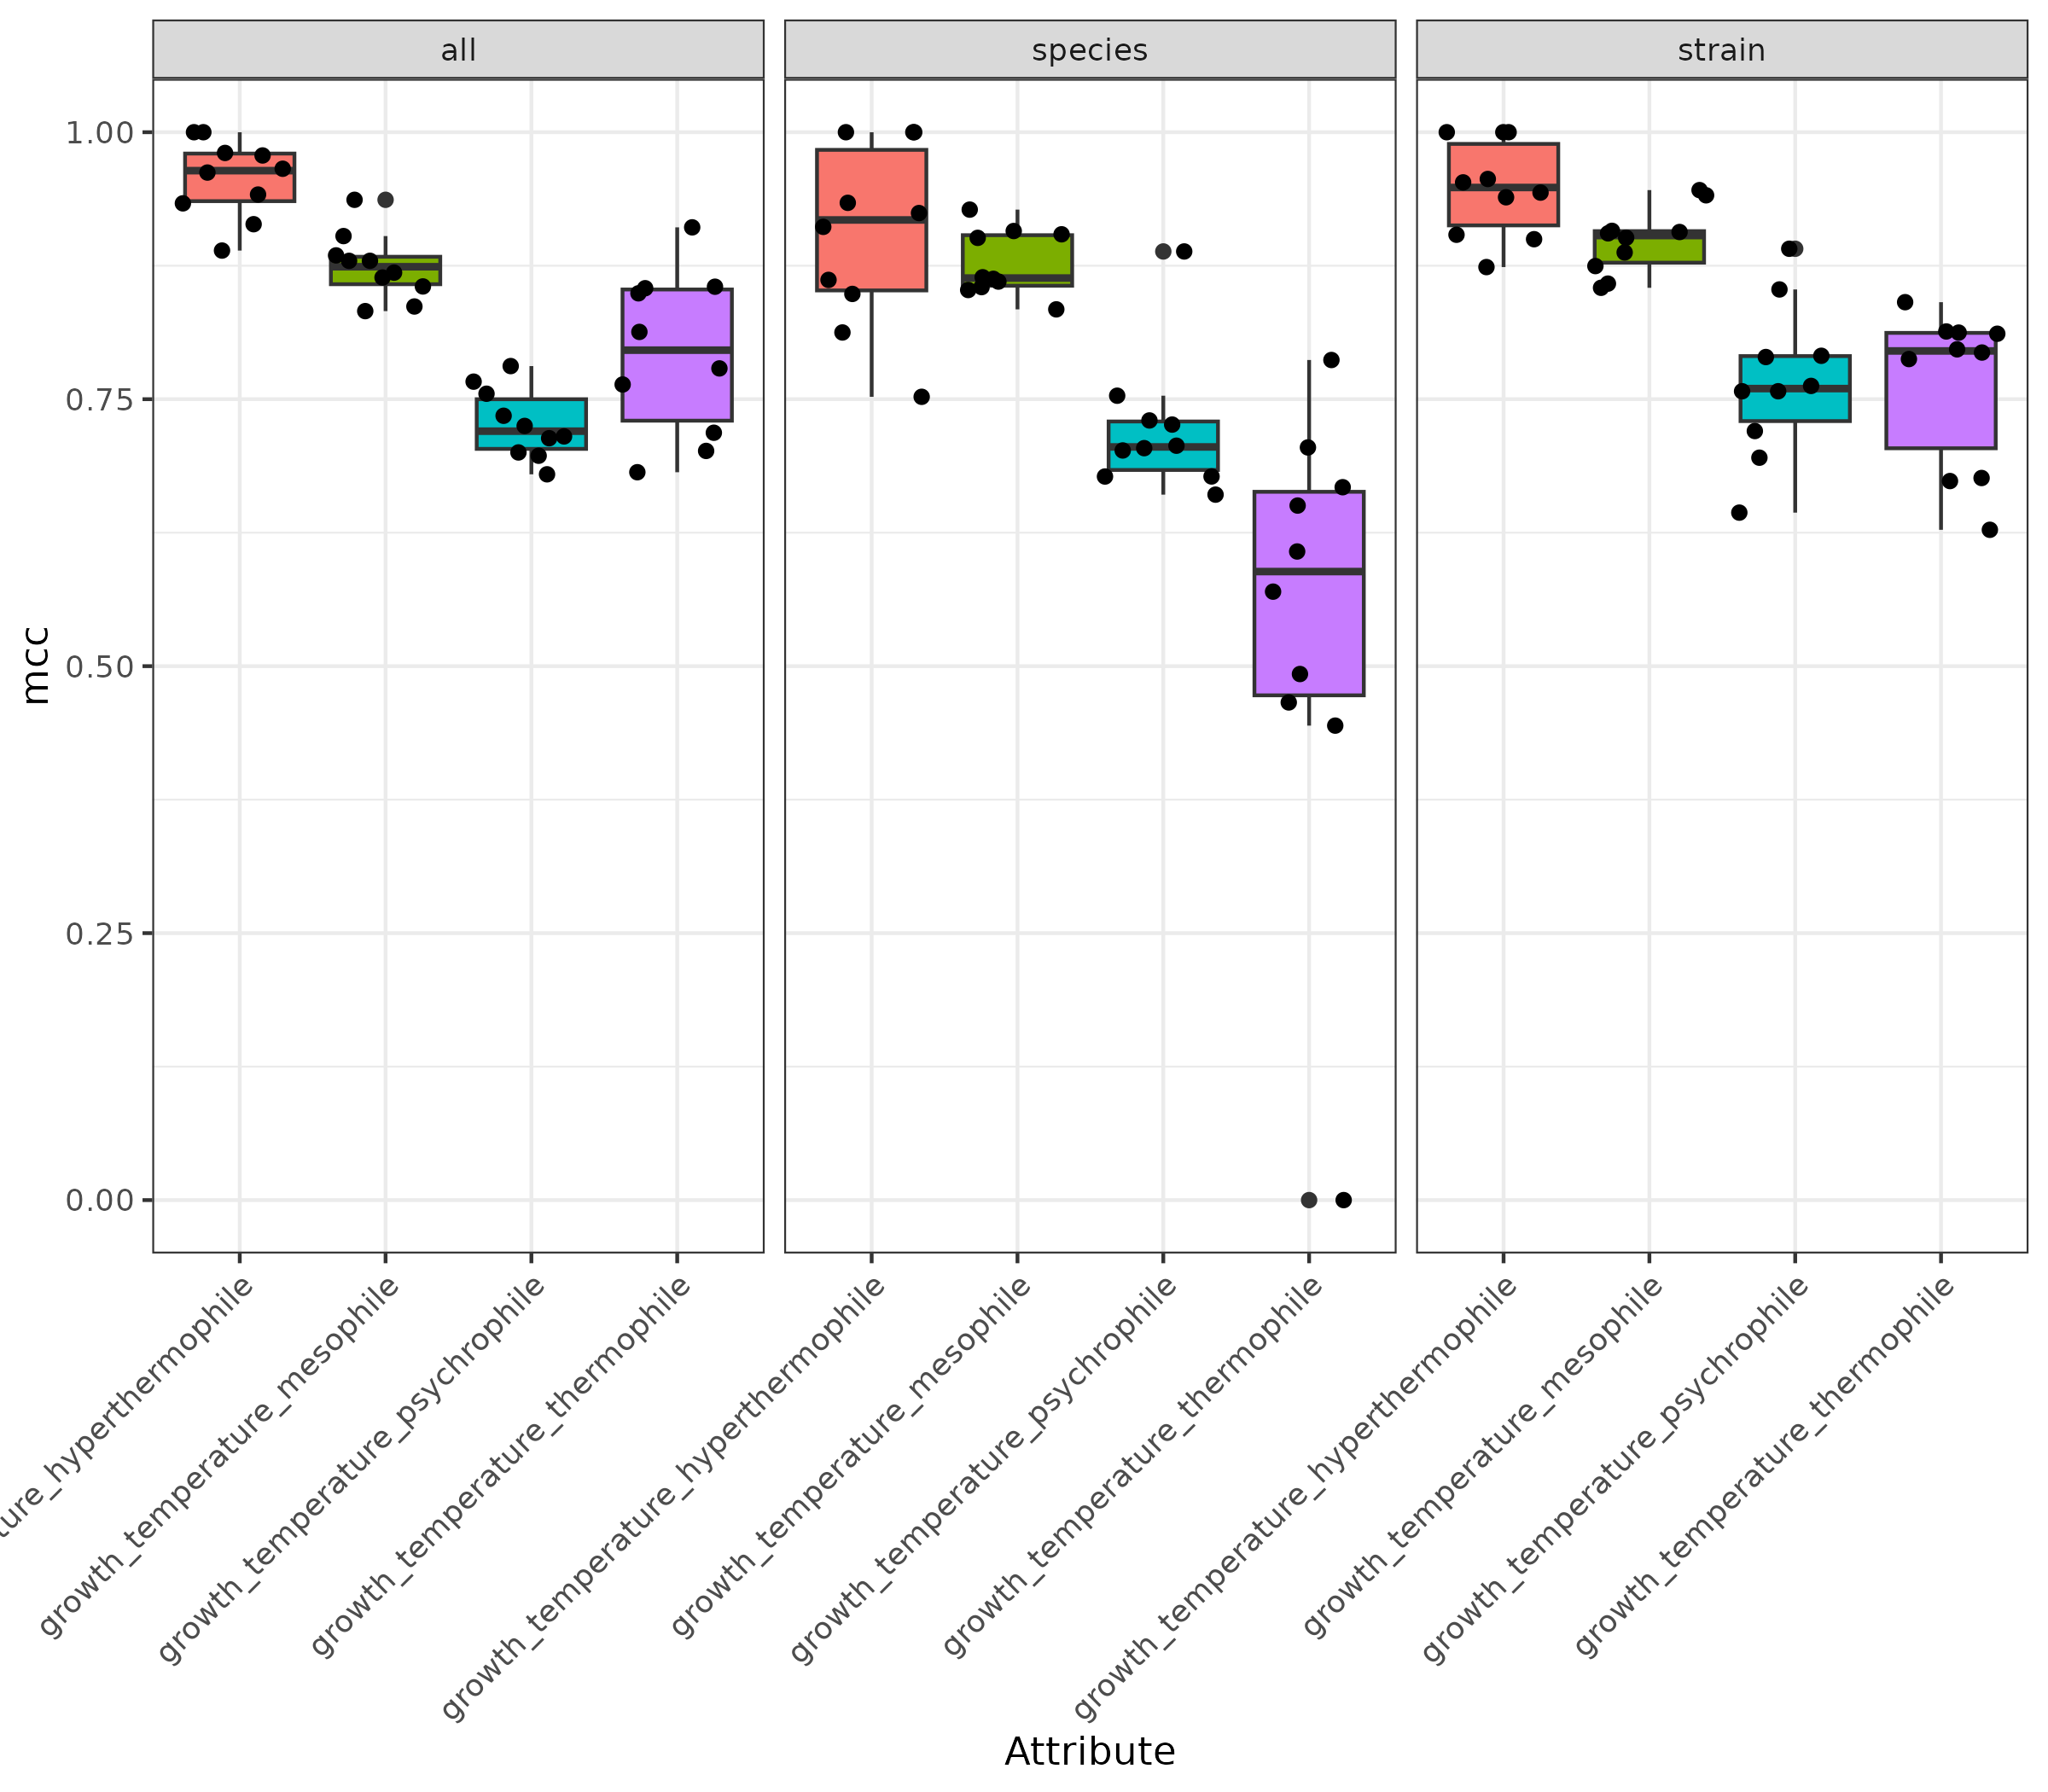 all species strain
1.00
0.75
0.50
0.25
0.00
mcc
ture_hyperthermophile
growth_temperature_mesophile
growth_temperature_psychrophile
growth_temperature_thermophile
growth_temperature_hyperthermophile
growth_temperature_mesophile
growth_temperature_psychrophile
growth_temperature_thermophile
growth_temperature_hyperthermophile
growth_temperature_mesophile
growth_temperature_psychrophile
growth_temperature_thermophile
Attribute